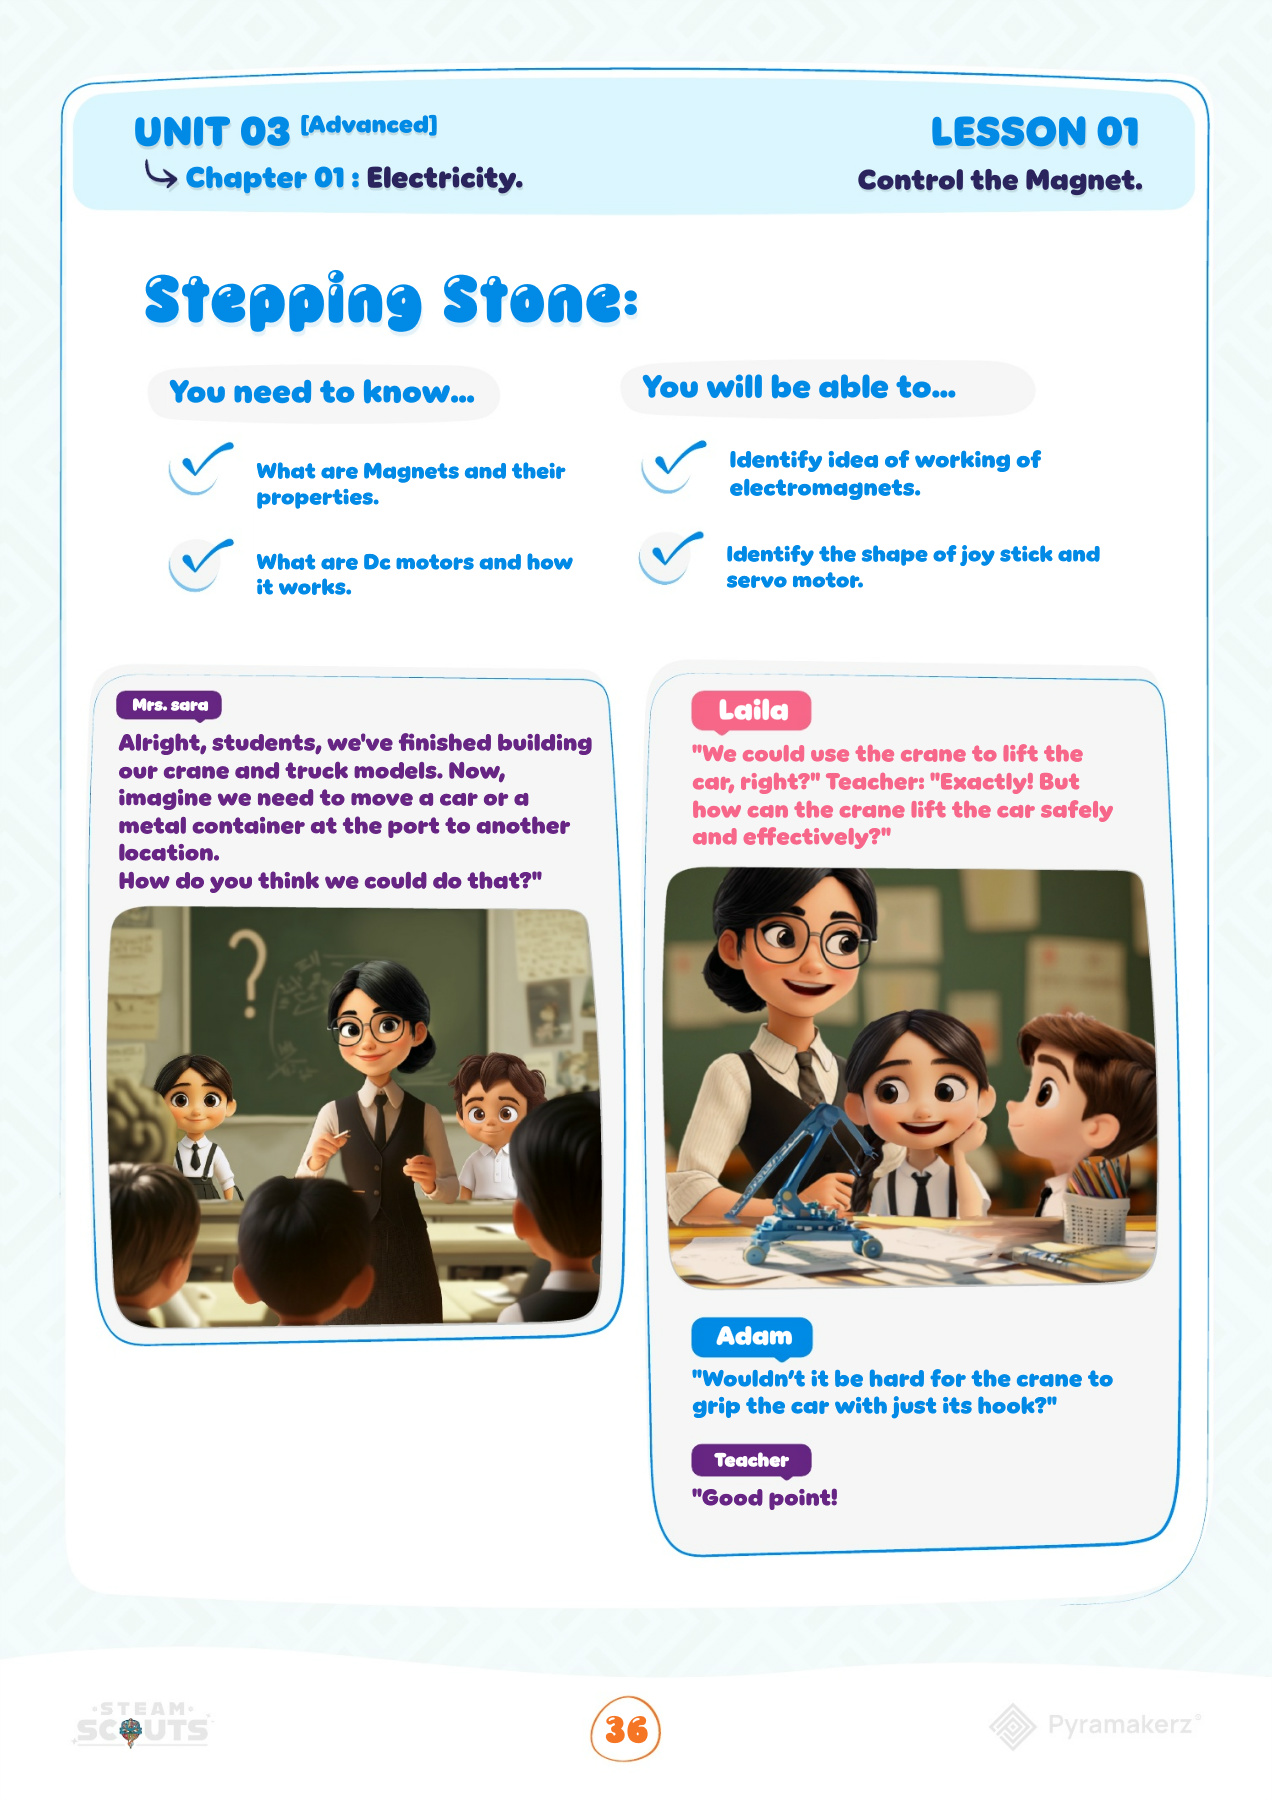 UNIT 03 [Advanced]
Chapter 01 : Electricity.
LESSON 01
Control the Magnet.
Stepping Stone:
You need to know...
What are Magnets and their
properties.
What are Dc motors and how
it works.
You will be able to...
Identify idea of working of
electromagnets.
Identify the shape of joy stick and
servo motor.
Mrs. sara
Alright, students, we've finished building
our crane and truck models. Now,
imagine we need to move a car or a
metal container at the port to another
location.
How do you think we could do that?"
?
Laila
"We could use the crane to lift the
car, right?" Teacher: "Exactly! But
how can the crane lift the car safely
and effectively?"
Adam
"Wouldn't it be hard for the crane to
grip the car with just its hook?"
Teacher
"Good point!
STEAM
SCOUTS
36
Pyramakerz